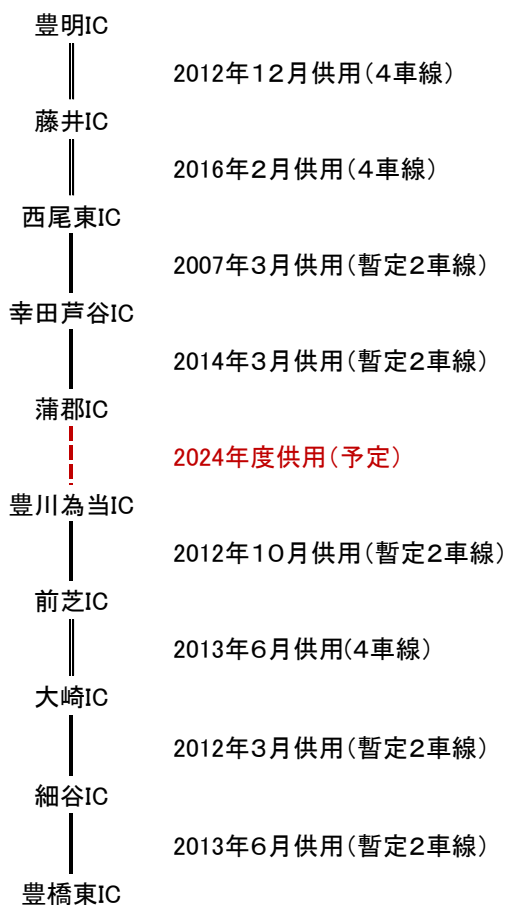 豊明IC
2012年12月供用(4車線)
藤井IC
2016年2月供用(4車線)
西尾東IC
2007年3月供用(暫定2車線)
幸田芦谷IC
2014年3月供用(暫定2車線)
蒲郡IC
2024年度供用(予定)
豊川為当IC
2012年10月供用(暫定2車線)
前芝IC
2013年6月供用(4車線)
大崎IC
2012年3月供用(暫定2車線)
細谷IC
2013年6月供用(暫定2車線)
豊橋東IC